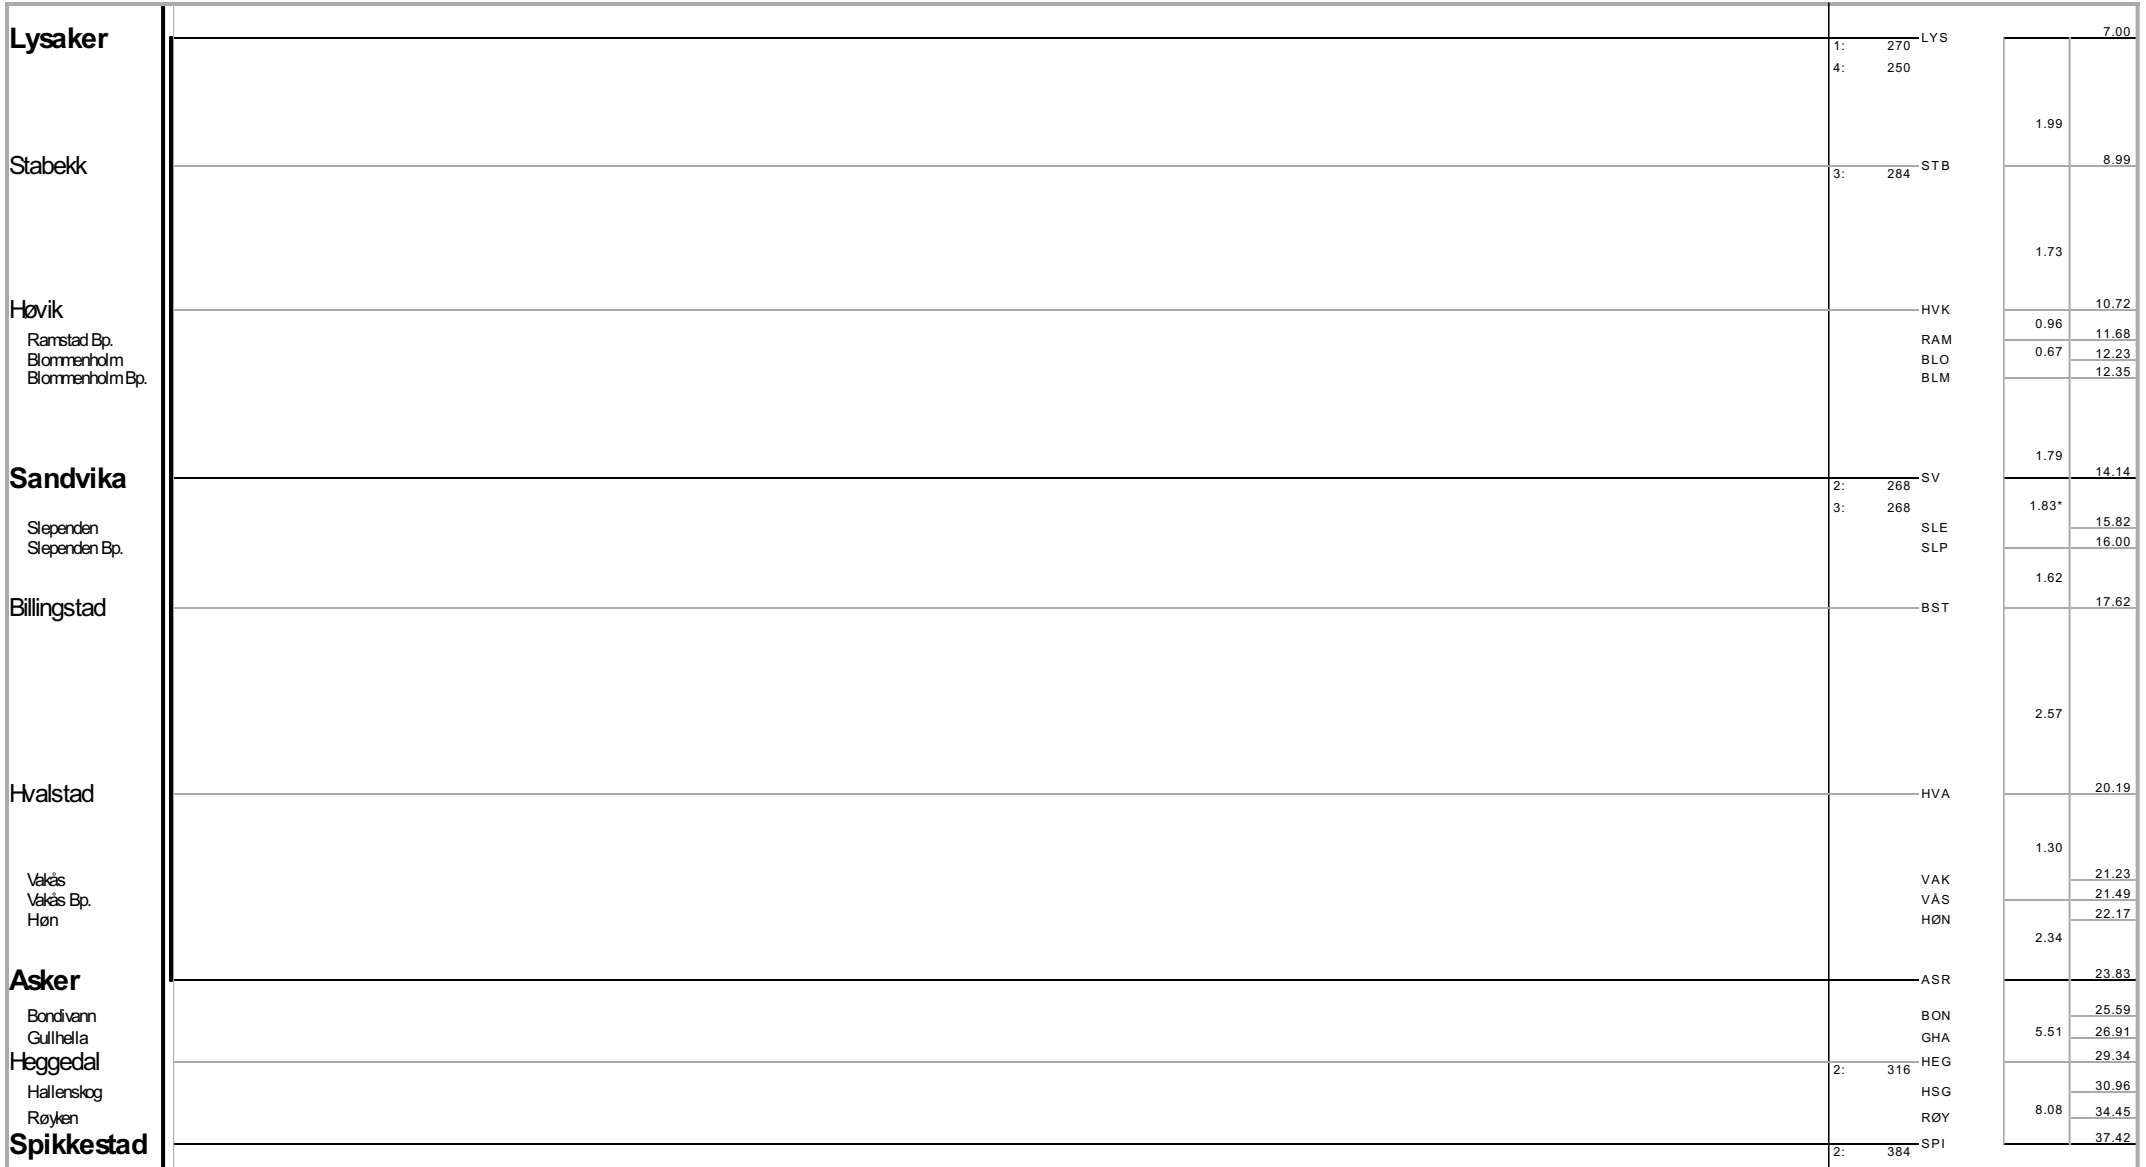 Lysaker LYS 7.00
1: 270
4: 250
1.99
Stabekk STB 8.99
3: 284
1.73
Høvik HVK 10.72
0.96
Ramstad Bp. RAM 11.68
0.67
Blommenholm BLO 12.23
Blommenholm Bp. BLM 12.35
1.79
Sandvika SV 14.14
2: 268
3: 268 1.83*
Slependen SLE 15.82
Slependen Bp. SLP 16.00
1.62
Billingstad BST 17.62
2.57
Hvalstad HVA 20.19
1.30
Vakås VAK 21.23
Vakås Bp. VÅS 21.49
Høn HØN 22.17
2.34
Asker ASR 23.83
Bondivann BON 25.59
Gullhella GHA 5.51 26.91
Heggedal HEG 29.34
2: 316
Hallenskog HSG 30.96
Røyken RØY 8.08 34.45
Spikkestad SPI 37.42
2: 384